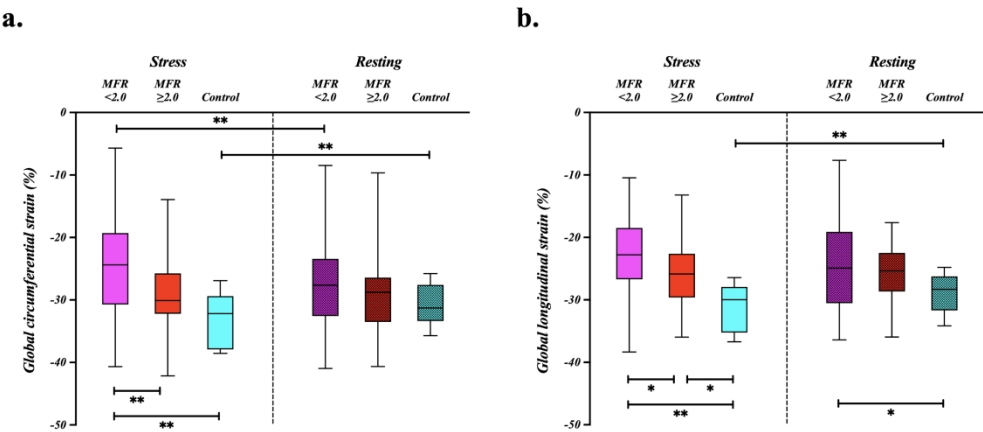 a.
Stress Resting
MFR <2.0 MFR ≥2.0 Control MFR <2.0 MFR ≥2.0 Control
Global circumferential strain (%)
0
-10
-20
-30
-40
-50
**
**
**
**
b.
Stress Resting
MFR <2.0 MFR ≥2.0 Control MFR <2.0 MFR ≥2.0 Control
Global longitudinal strain (%)
0
-10
-20
-30
-40
-50
**
* *
**
*